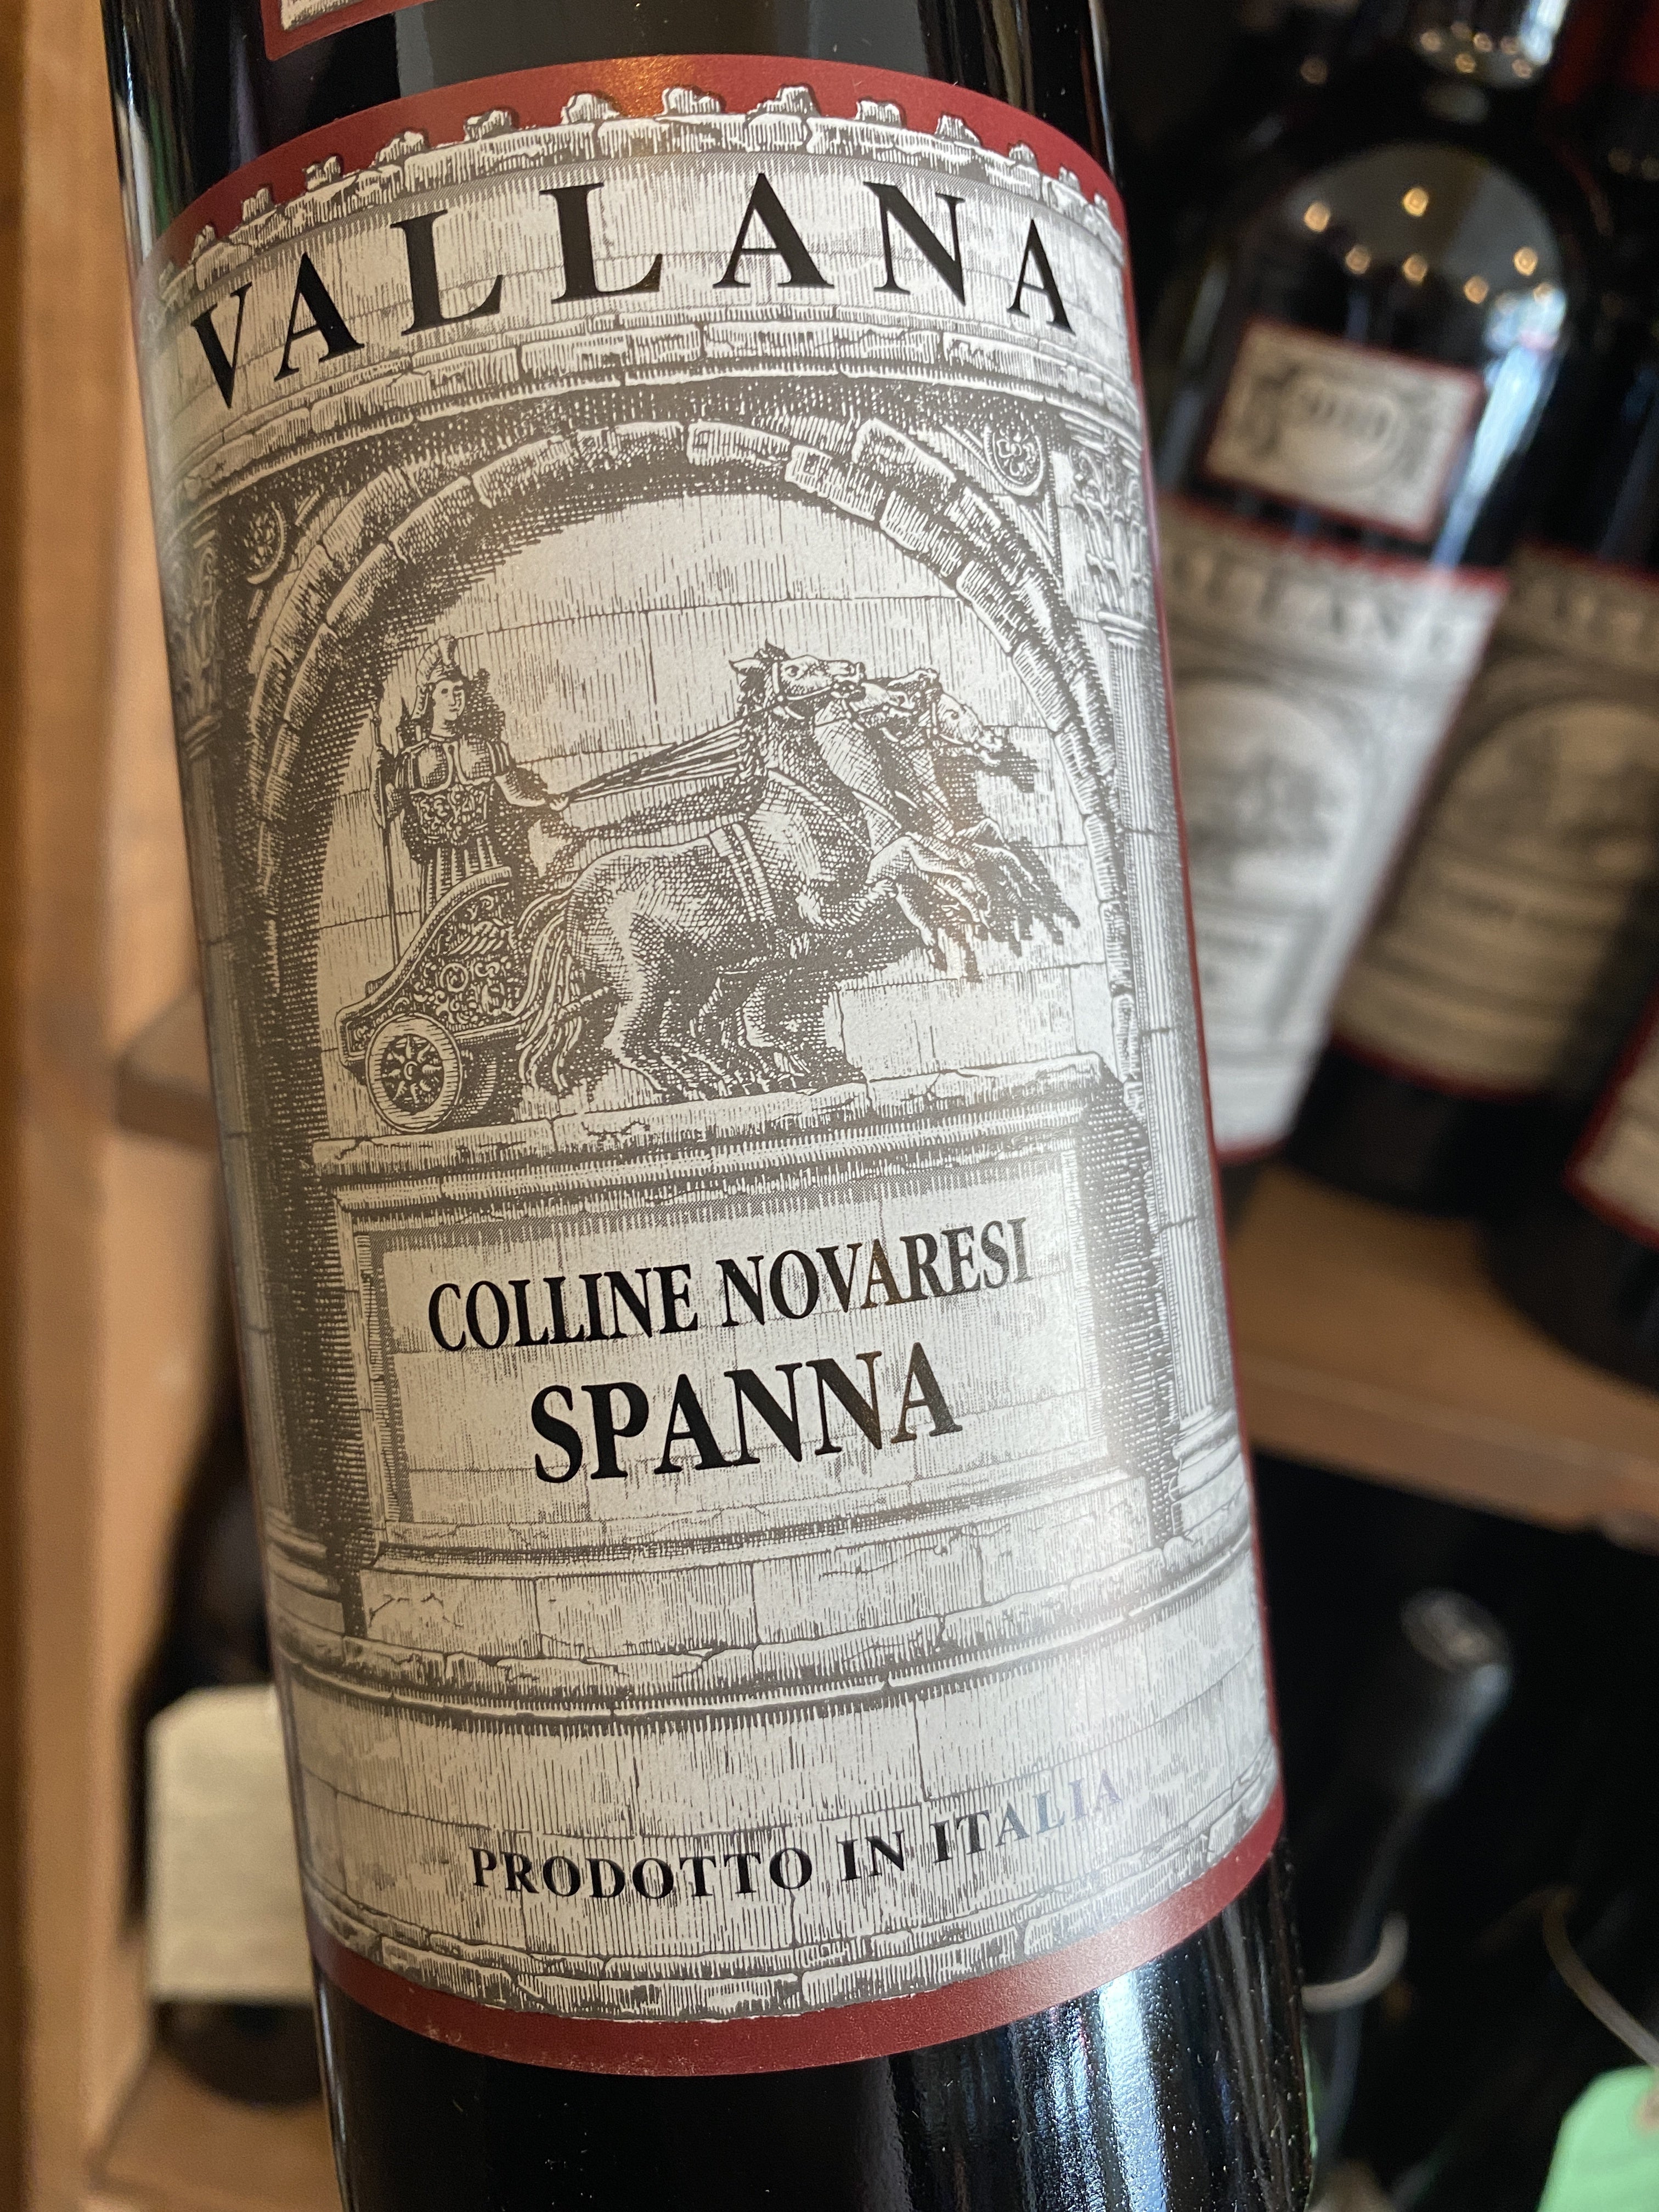 VALLANA
COLLINE NOVARESI
SPANNA
PRODOTTO IN ITALIA